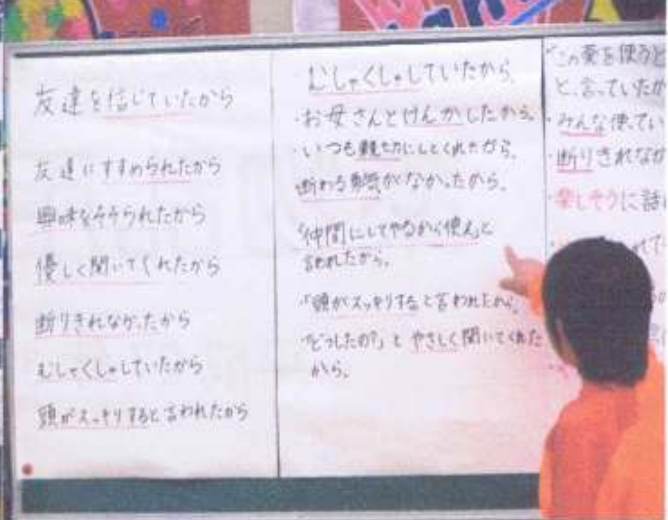 友達を信じていたから
友達にすすめられたから
興味をそそられたから
優しく聞いてくれたから
断りきれなかったから
むしゃくしゃしていたから
頭がスッキリすると言われたから
むしゃくしゃしていたから。
・お母さんとけんかしたから。
・いつも親切にしてくれたから。
断わる勇気がなかったから。
「仲間にしてやるから使え」と
言われたから。
・「頭がスッキリすると言われたから。
・「どうしたの?」と やさしく聞いてくれた
から。
「この薬を使うと
と、言っていたか
・みんな使ってい
・断りきれなか
・楽しそうに話